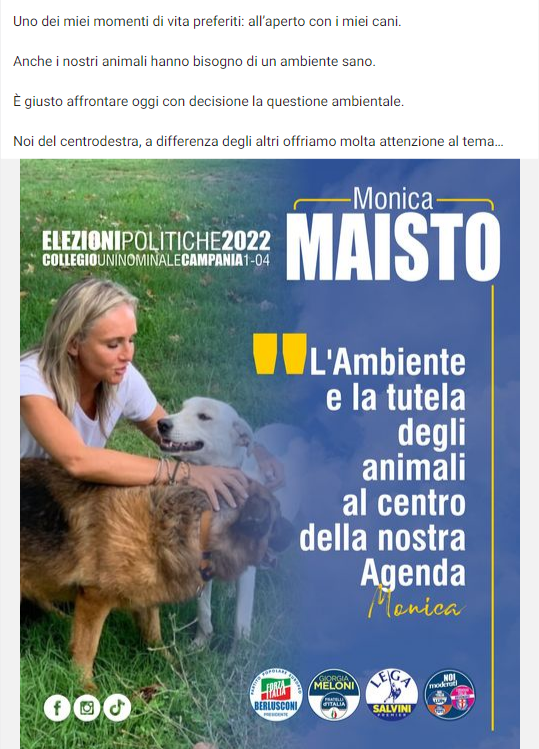 Uno dei miei momenti di vita preferiti: all'aperto con i miei cani.
Anche i nostri animali hanno bisogno di un ambiente sano.
È giusto affrontare oggi con decisione la questione ambientale.
Noi del centrodestra, a differenza degli altri offriamo molta attenzione al tema...
Monica
MAISTO
ELEZIONIPOLITICHE2022
COLLEGIOUNINOMINALECAMPANIA1-04
L'Ambiente
e la tutela
degli
animali
al centro
della nostra
Agenda
Monica
FORZA
ITALIA
BERLUSCONI
PRESIDENTE
GIORGIA
MELONI
FRATELLI
d'ITALIA
LEGA
SALVINI
PREMIER
NOI
moderati